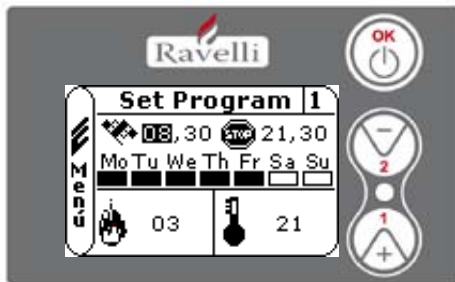 Ravelli
OK
Set Program 1
08,30 STOP 21,30
Menú
Mo Tu We Th Fr Sa Su
03 21
−
2
1
+